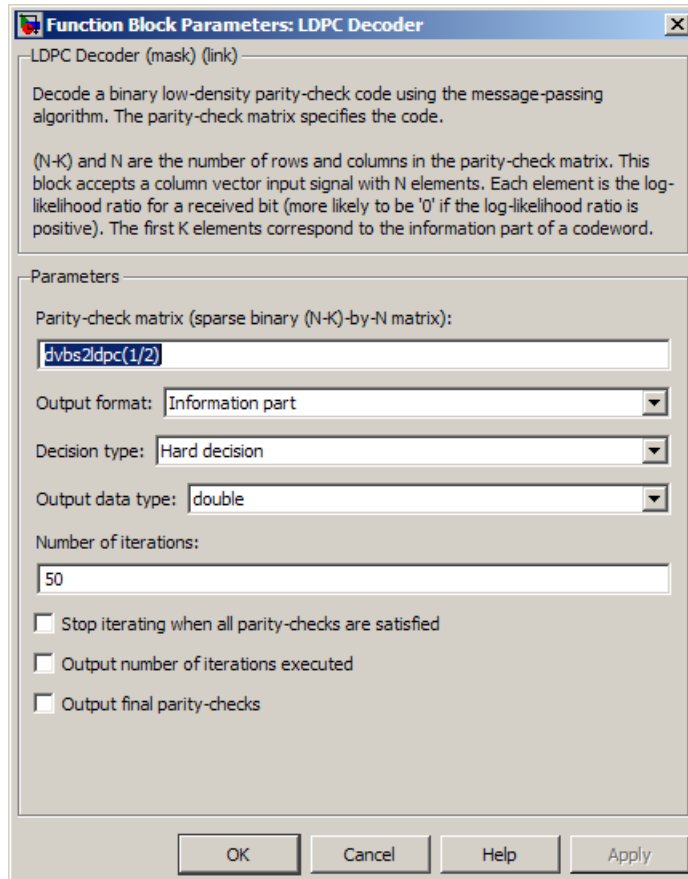 Function Block Parameters: LDPC Decoder
LDPC Decoder (mask) (link)
Decode a binary low-density parity-check code using the message-passing
algorithm. The parity-check matrix specifies the code.
(N-K) and N are the number of rows and columns in the parity-check matrix. This
block accepts a column vector input signal with N elements. Each element is the log-
likelihood ratio for a received bit (more likely to be '0' if the log-likelihood ratio is
positive). The first K elements correspond to the information part of a codeword.
Parameters
Parity-check matrix (sparse binary (N-K)-by-N matrix):
dvbs2ldpc(1/2)
Output format: Information part
Decision type: Hard decision
Output data type: double
Number of iterations:
50
Stop iterating when all parity-checks are satisfied
Output number of iterations executed
Output final parity-checks
OK Cancel Help Apply